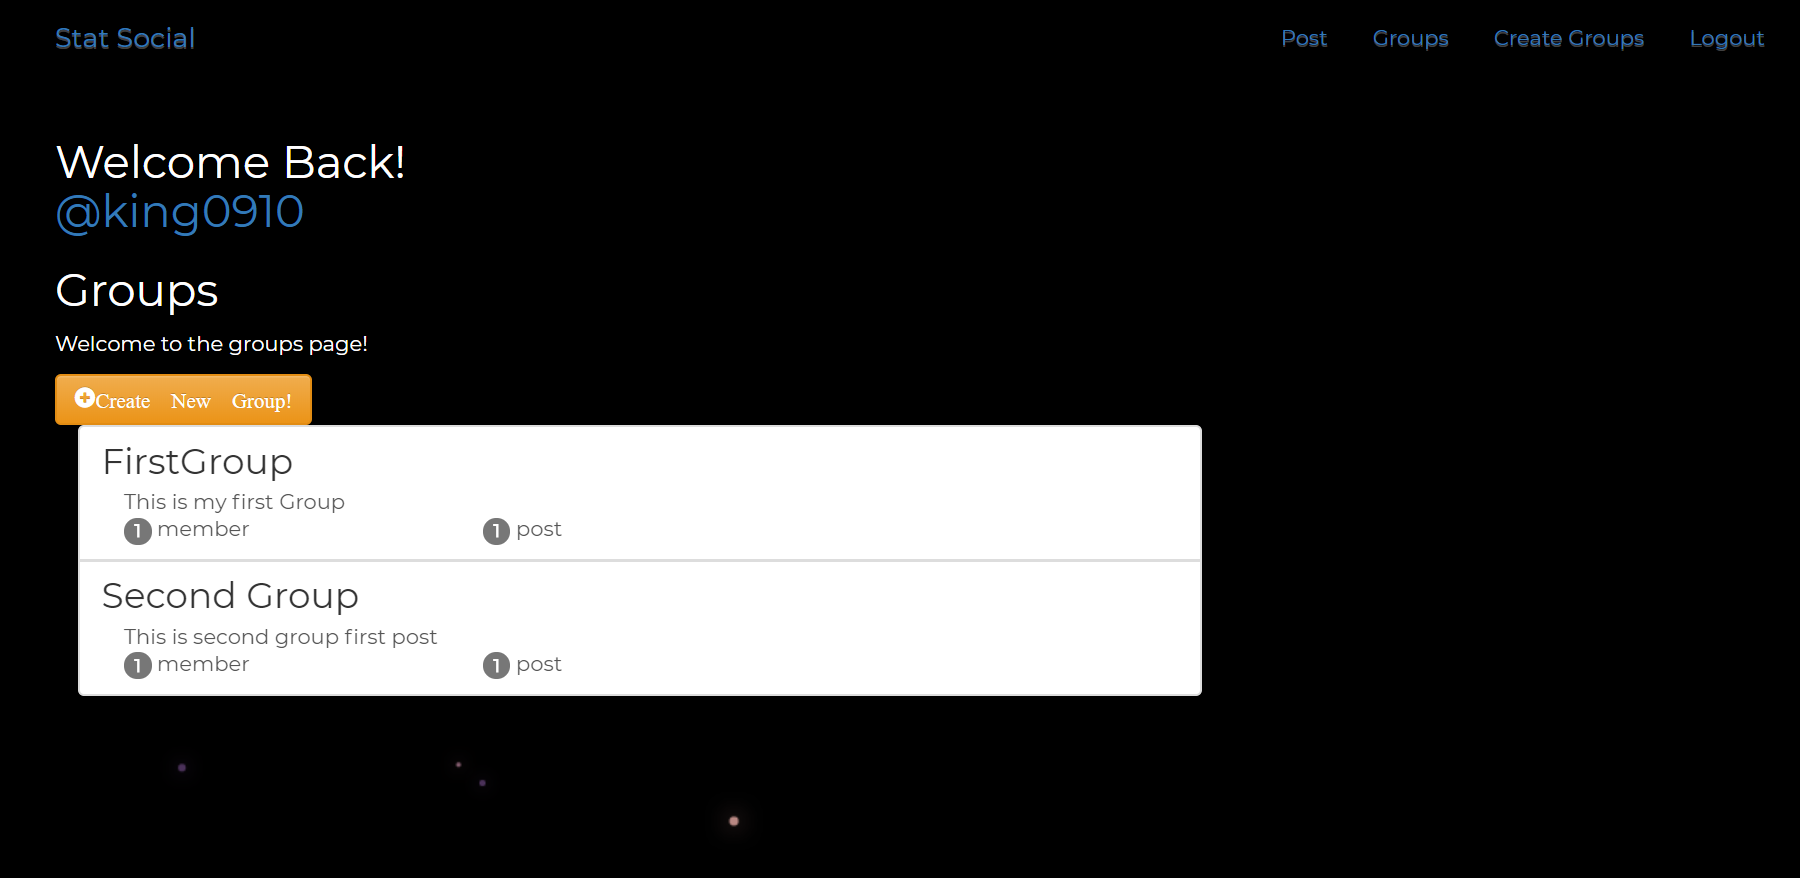 Stat Social Post Groups Create Groups Logout
Welcome Back!
@king0910
Groups
Welcome to the groups page!
Create New Group!
FirstGroup
This is my first Group
1 member 1 post
Second Group
This is second group first post
1 member 1 post